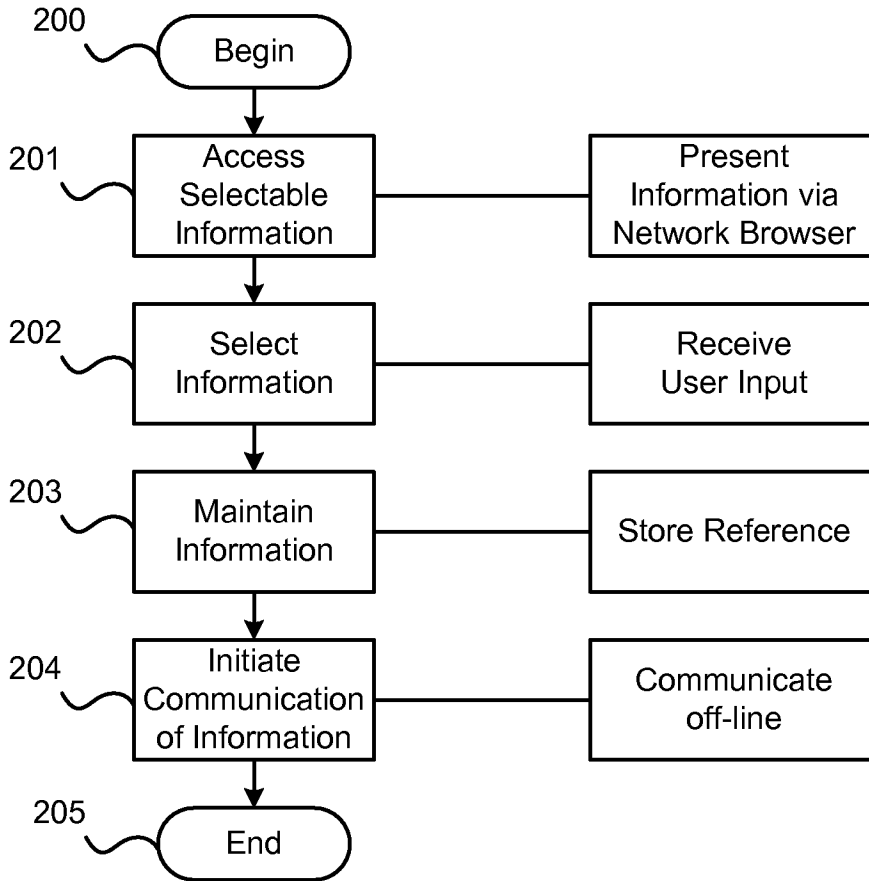 200
Begin
201
Access
Selectable
Information
Present
Information via
Network Browser
202
Select
Information
Receive
User Input
203
Maintain
Information
Store Reference
204
Initiate
Communication
of Information
Communicate
off-line
205
End